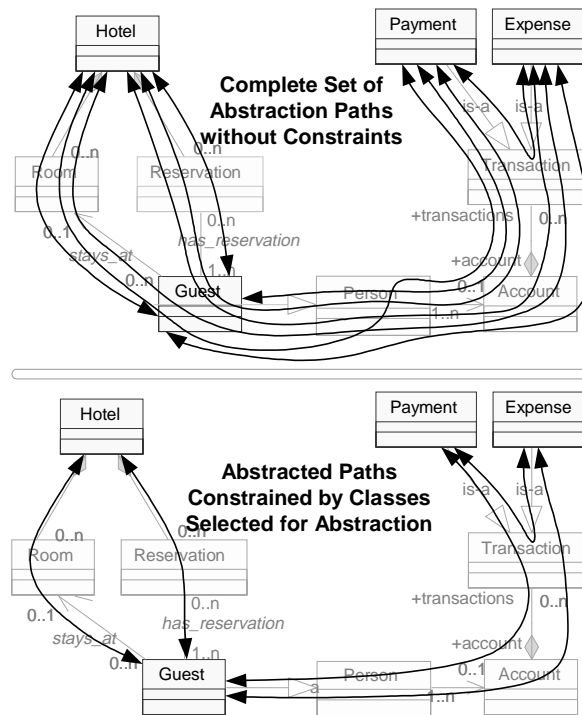 Hotel
Payment
Expense
Complete Set of
Abstraction Paths
without Constraints
is-a
is-a
0..n
0..n
Room
Reservation
Transaction
0..1
0..n
+transactions
0..n
has_reservation
stays_at
0..n
1..n
+account
Guest
Person
0..1
Account
1..n
Hotel
Payment
Expense
Abstracted Paths
Constrained by Classes
Selected for Abstraction
is-a
is-a
0..n
0..n
Room
Reservation
Transaction
0..1
0..n
+transactions
0..n
has_reservation
stays_at
0..n
1..n
+account
Guest
a
Person
0..1
Account
1..n